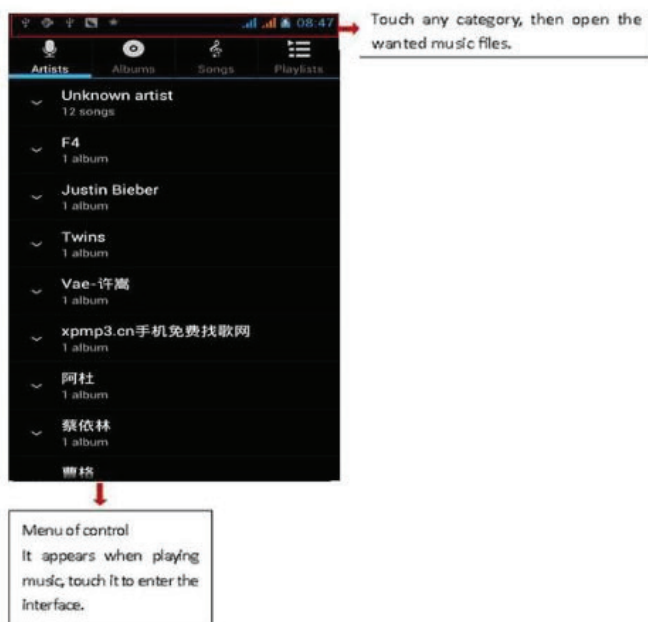 08:47
Touch any category, then open the
wanted music files.
Artists Albums Songs Playlists
Unknown artist
12 songs
F4
1 album
Justin Bieber
1 album
Twins
1 album
Vae-许嵩
1 album
xpmp3.cn手机免费找歌网
1 album
阿杜
1 album
蔡依林
1 album
曹格
Menu of control
It appears when playing
music, touch it to enter the
interface.